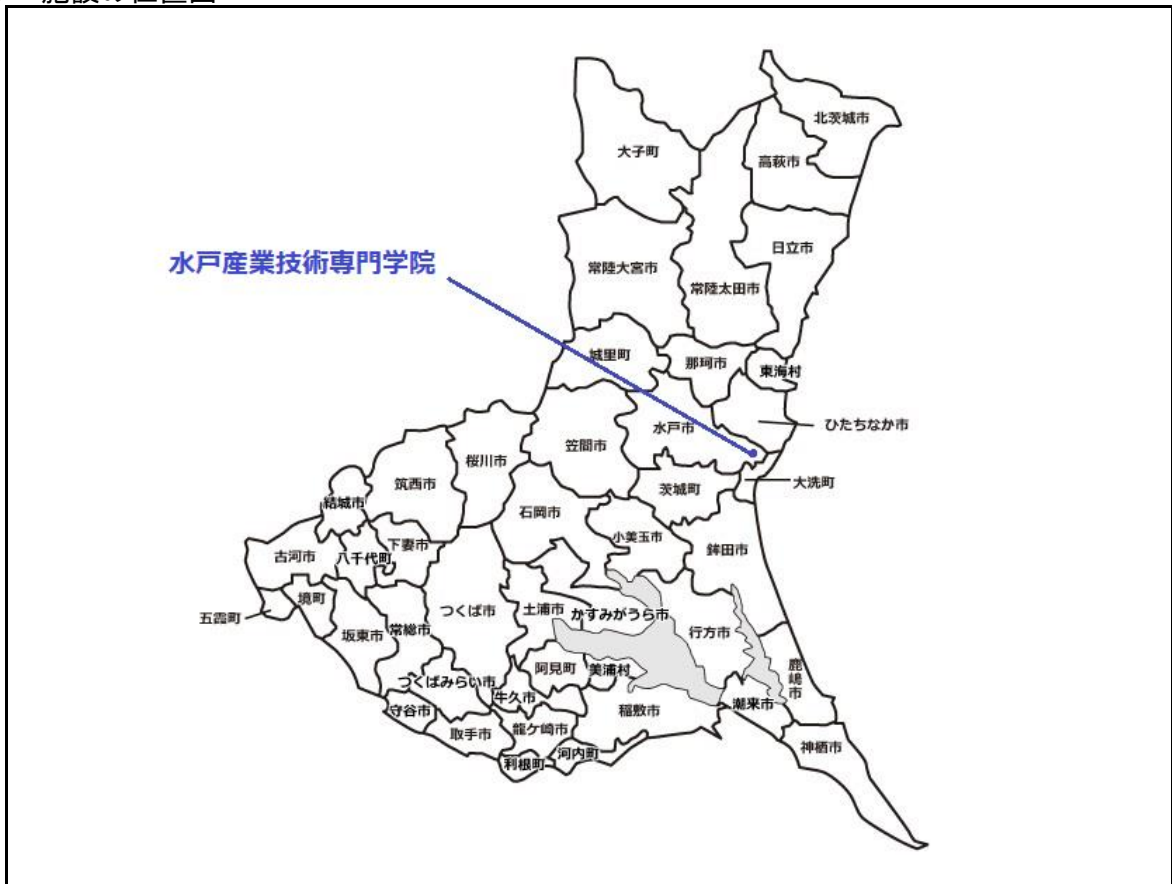 北茨城市
大子町
高萩市
日立市
水戸産業技術専門学院
常陸大宮市
常陸太田市
城里町
那珂市
東海村
ひたちなか市
水戸市
笠間市
桜川市
大洗町
茨城町
筑西市
結城市
石岡市
小美玉市
鉾田市
下妻市
古河市
八千代町
つくば市
土浦市
かすみがうら市
境町
五霞町
坂東市
常総市
行方市
阿見町
美浦村
鹿嶋市
つくばみらい市
牛久市
潮来市
守谷市
稲敷市
取手市
龍ケ崎市
神栖市
河内町
利根町